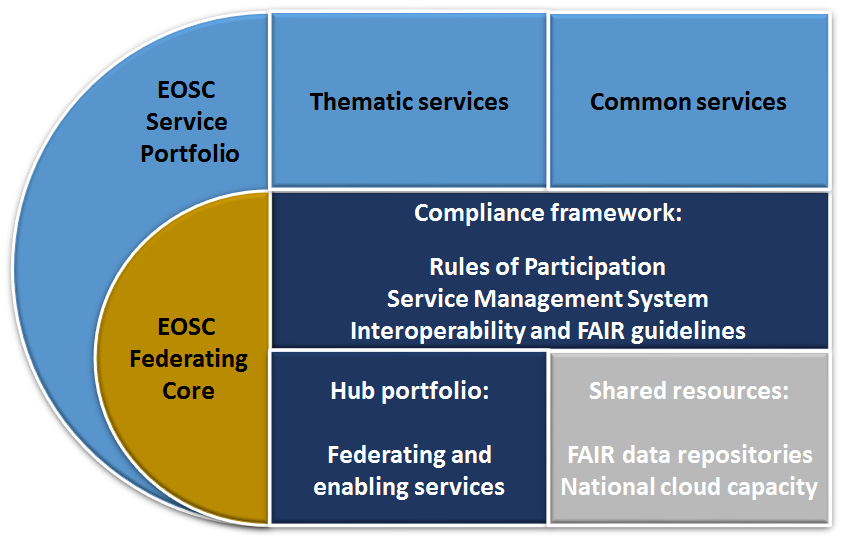 EOSC
Service
Portfolio
Thematic services
Common services
EOSC
Federating
Core
Compliance framework:
Rules of Participation
Service Management System
Interoperability and FAIR guidelines
Hub portfolio:
Federating and
enabling services
Shared resources:
FAIR data repositories
National cloud capacity